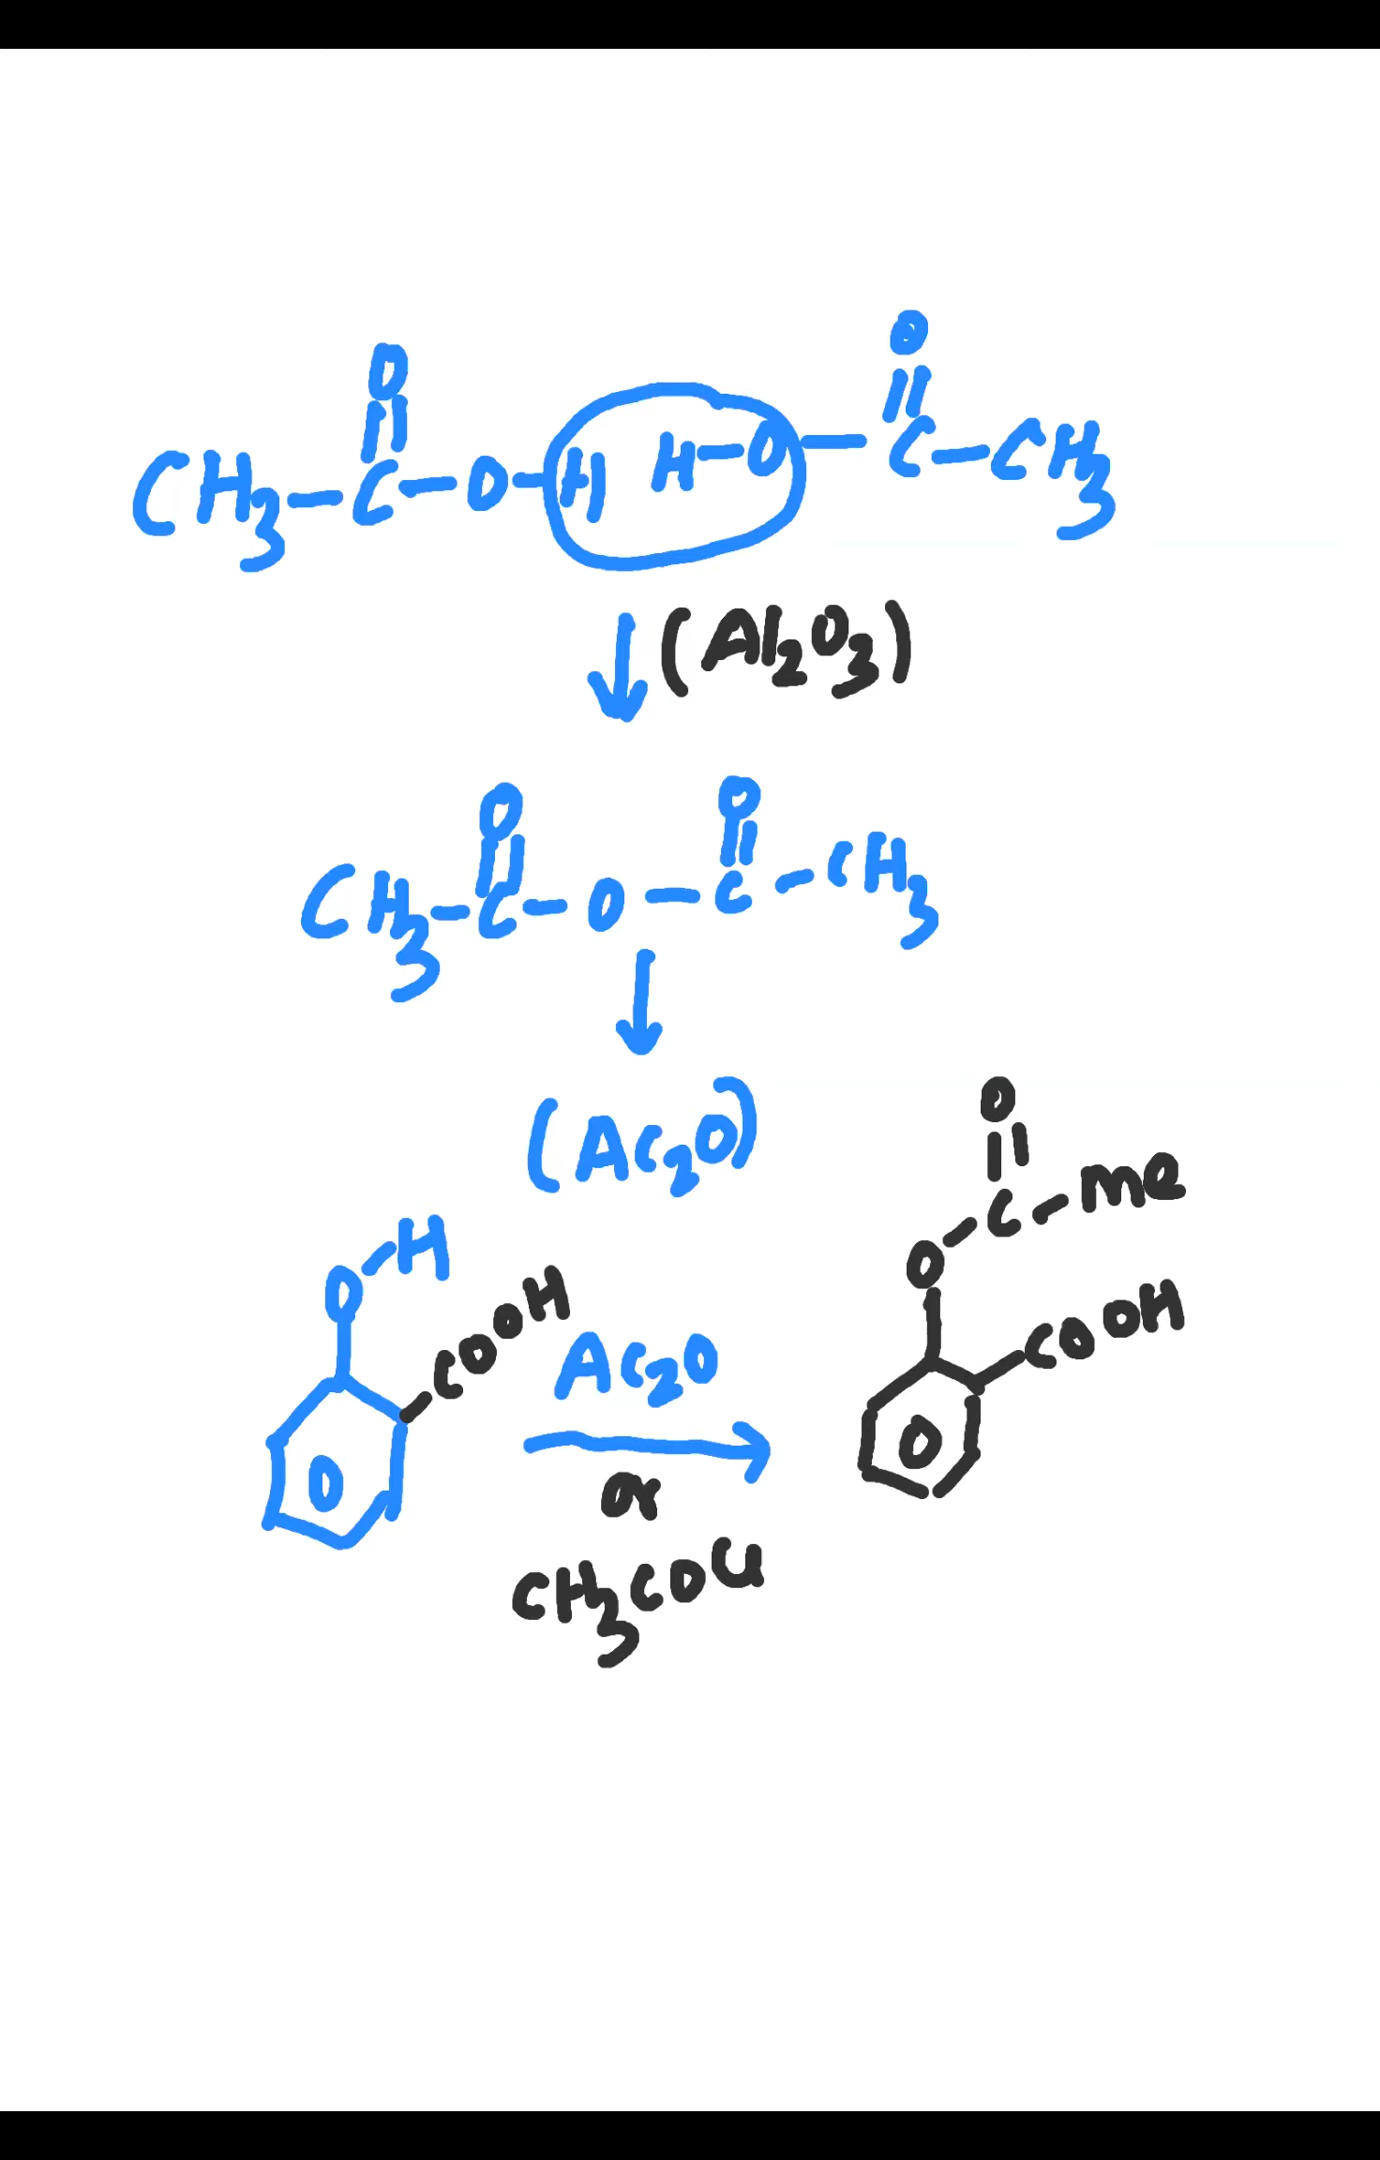 O O
CH3-C-O-H H-O-C-CH3
(Al2O3)
O O
CH3-C-O-C-CH3
(Ac2O)
O
O-C-Me
O-H
COOH
COOH
Ac2O
or
CH3COCl